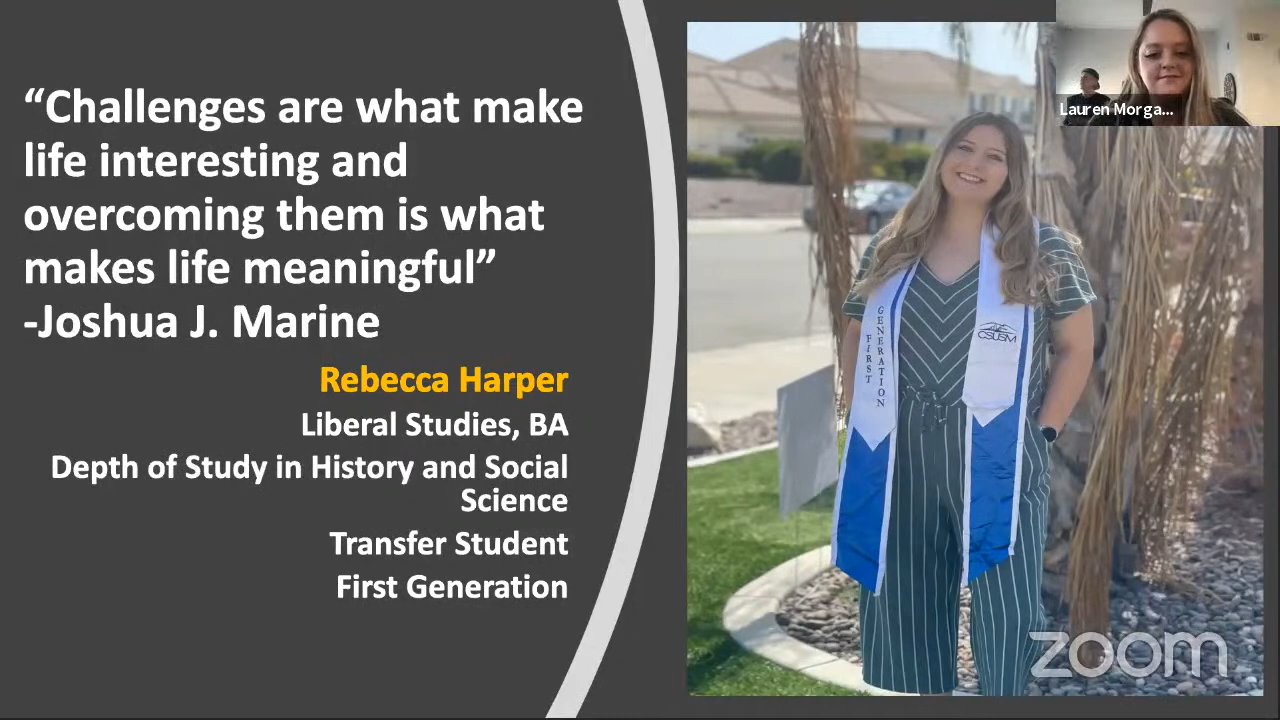 “Challenges are what make
life interesting and
overcoming them is what
makes life meaningful”
-Joshua J. Marine
Rebecca Harper
Liberal Studies, BA
Depth of Study in History and Social
Science
Transfer Student
First Generation
Lauren Morga...
FIRST
GENERATION
CSUSM
zoom